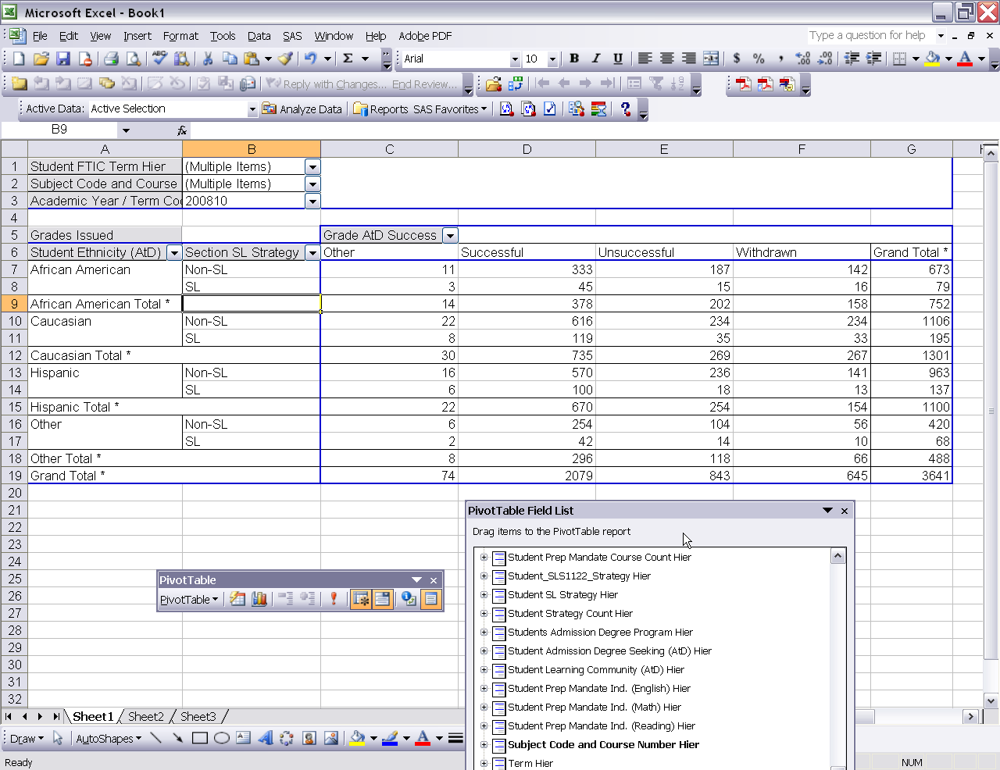 Microsoft Excel - Book1
File Edit View Insert Format Tools Data SAS Window Help Adobe PDF Type a question for help
Arial 10 B I U $ % ,
Reply with Changes... End Review...
Active Data: Active Selection Analyze Data Reports SAS Favorites
B9 fx
A B C D E F G
1 Student FTIC Term Hier (Multiple Items)
2 Subject Code and Course (Multiple Items)
3 Academic Year / Term Co 200810
4
5 Grades Issued Grade AtD Success
6 Student Ethnicity (AtD) Section SL Strategy Other Successful Unsuccessful Withdrawn Grand Total *
7 African American Non-SL 11 333 187 142 673
8 SL 3 45 15 16 79
9 African American Total * 14 378 202 158 752
10 Caucasian Non-SL 22 616 234 234 1106
11 SL 8 119 35 33 195
12 Caucasian Total * 30 735 269 267 1301
13 Hispanic Non-SL 16 570 236 141 963
14 SL 6 100 18 13 137
15 Hispanic Total * 22 670 254 154 1100
16 Other Non-SL 6 254 104 56 420
17 SL 2 42 14 10 68
18 Other Total * 8 296 118 66 488
19 Grand Total * 74 2079 843 645 3641
20
21
22
23
24
25
26
27
28
29
30
31
32
PivotTable Field List
Drag items to the PivotTable report
Student Prep Mandate Course Count Hier
Student_SLS1122_Strategy Hier
Student SL Strategy Hier
Student Strategy Count Hier
Students Admission Degree Program Hier
Student Admission Degree Seeking (AtD) Hier
Student Learning Community (AtD) Hier
Student Prep Mandate Ind. (English) Hier
Student Prep Mandate Ind. (Math) Hier
Student Prep Mandate Ind. (Reading) Hier
Subject Code and Course Number Hier
Term Hier
PivotTable
PivotTable
Sheet1 Sheet2 Sheet3
Draw AutoShapes
Ready NUM